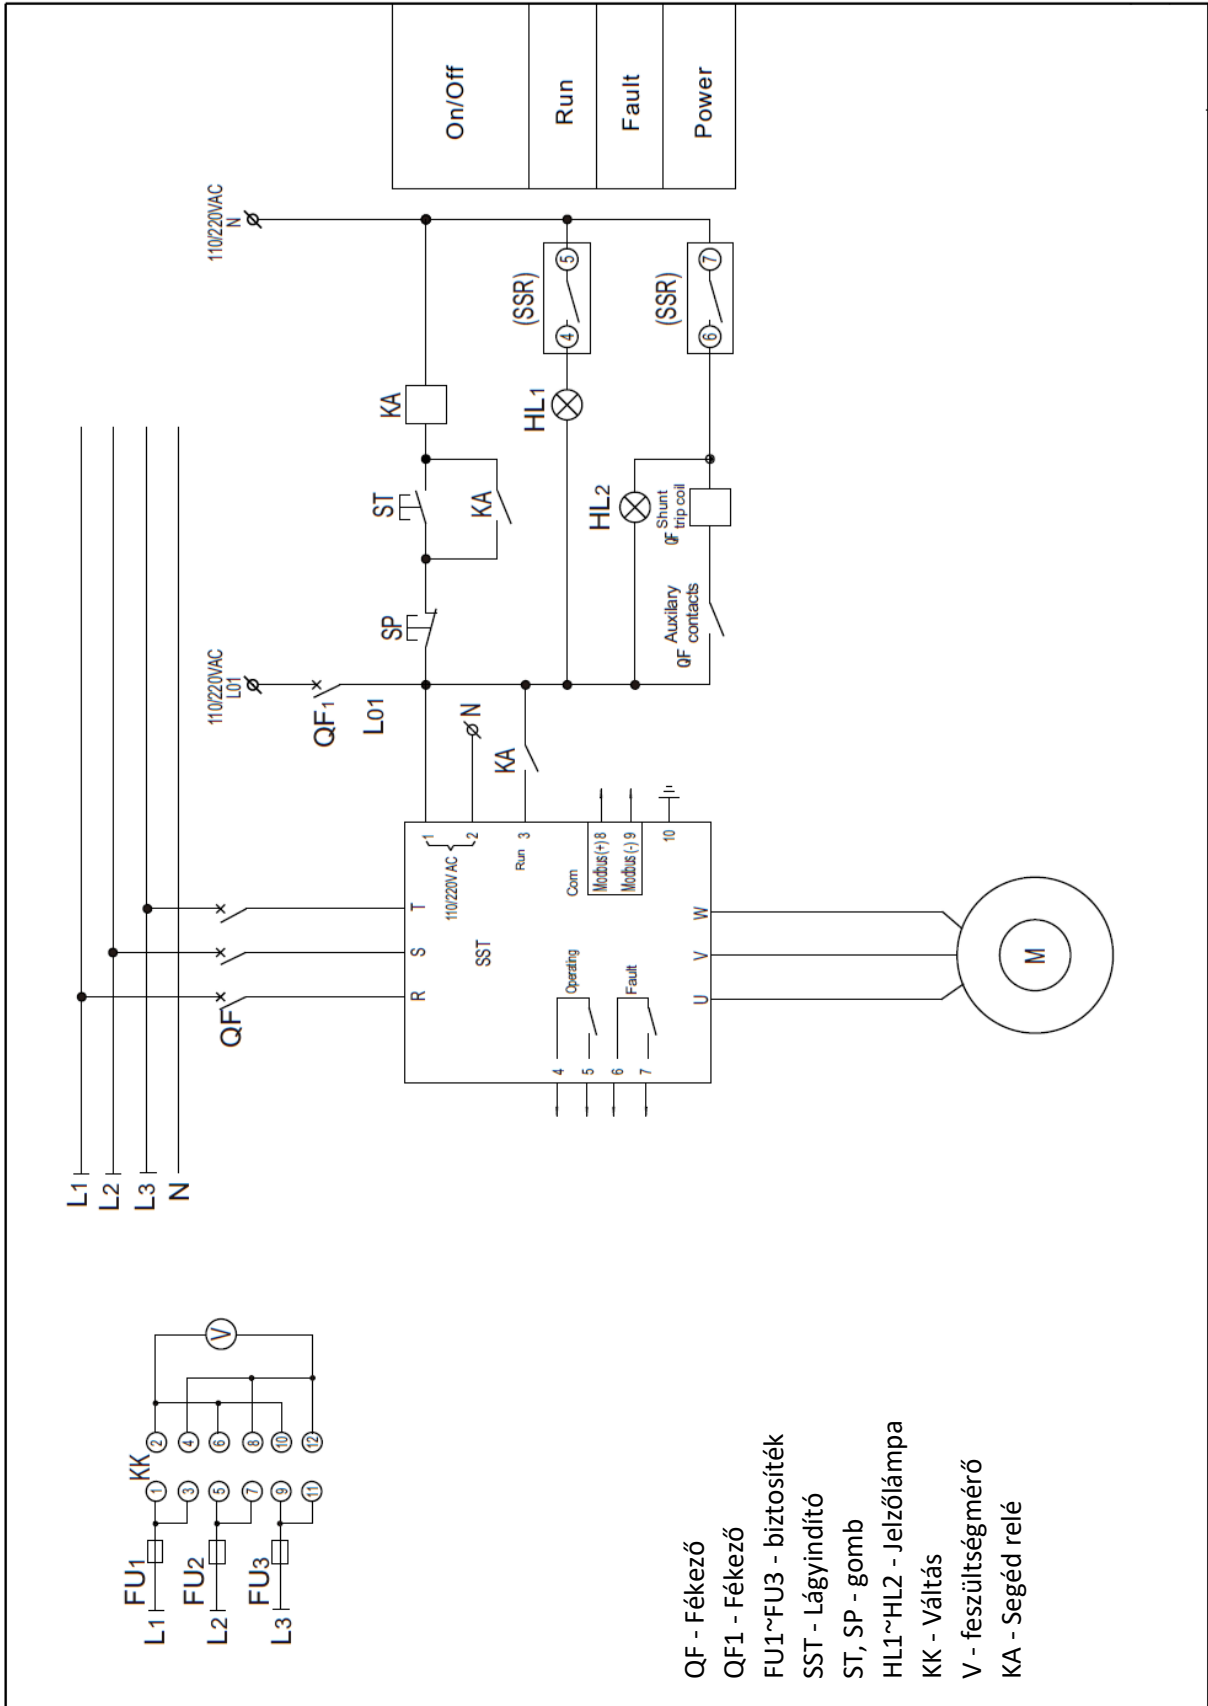 FU1
L1
FU2
L2
FU3
L3
KK
1
3
5
7
9
11
2
4
6
8
10
12
V
L1
L2
L3
N
QF
R
S
T
SST
110/220V AC
1
2
Run 3
Com
Modbus(+) 8
Modbus(-) 9
10
Operating
Fault
4
5
6
7
U
V
W
M
110/220VAC
L01
QF1
L01
N
KA
SP
ST
KA
KA
110/220VAC
N
HL1
(SSR)
4
5
HL2
QF Auxilary
contacts
QF Shunt
trip coil
(SSR)
6
7
On/Off
Run
Fault
Power
QF - Fékező
QF1 - Fékező
FU1~FU3 - biztosíték
SST - Lágyindító
ST, SP - gomb
HL1~HL2 - Jelzőlámpa
KK - Váltás
V - feszültségmérő
KA - Segéd relé